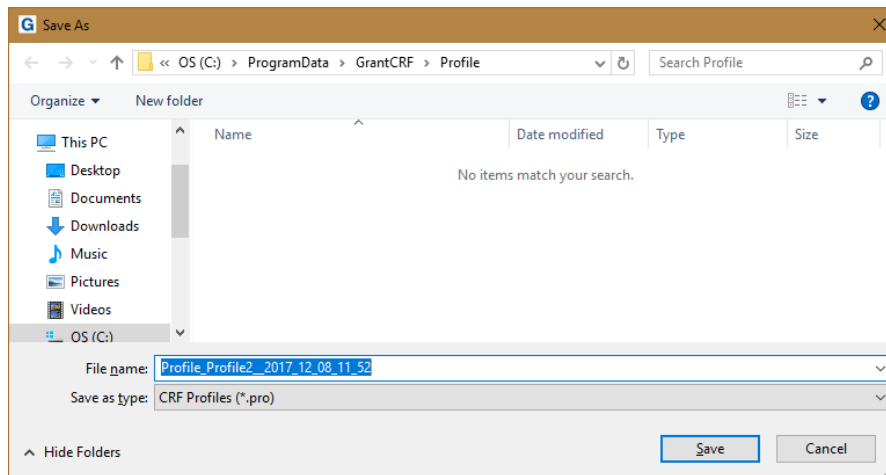 G Save As
« OS (C:) > ProgramData > GrantCRF > Profile Search Profile
Organize New folder ?
Name Date modified Type Size
No items match your search.
This PC
Desktop
Documents
Downloads
Music
Pictures
Videos
OS (C:)
File name: Profile_Profile2__2017_12_08_11_52
Save as type: CRF Profiles (*.pro)
Hide Folders Save Cancel